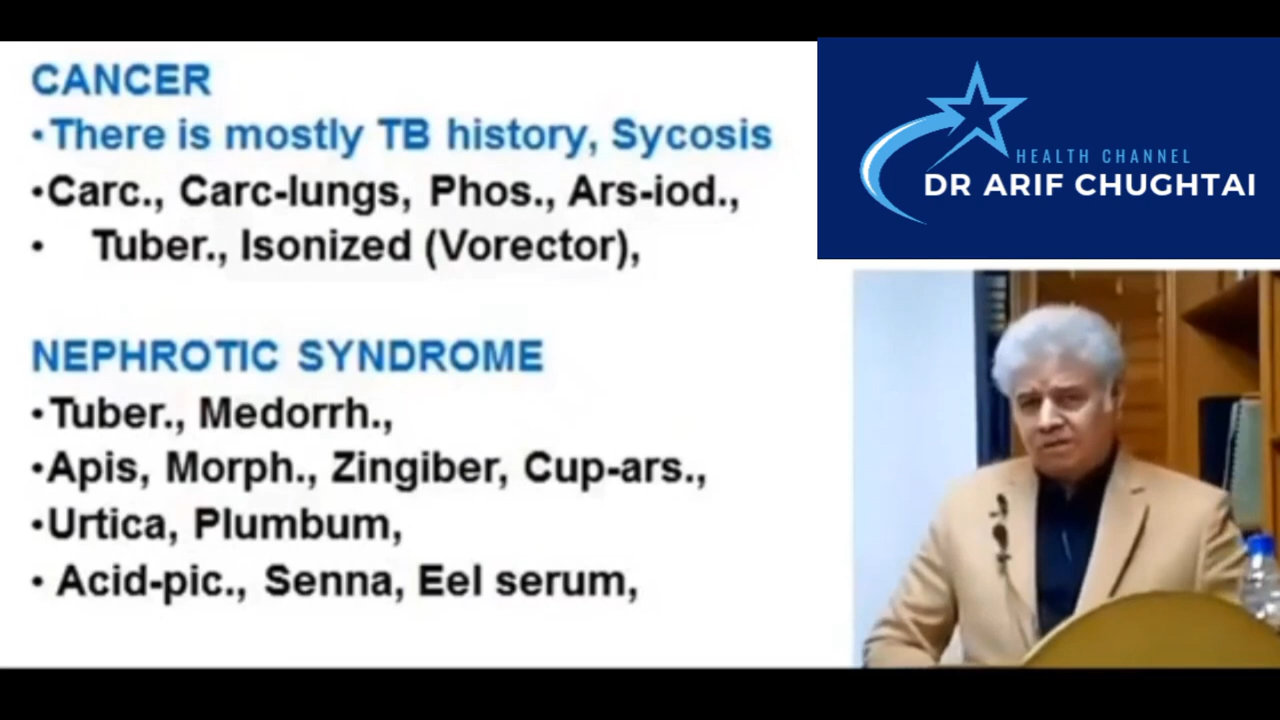 CANCER
•There is mostly TB history, Sycosis
•Carc., Carc-lungs, Phos., Ars-iod.,
• Tuber., Isonized (Vorector),
NEPHROTIC SYNDROME
•Tuber., Medorrh.,
•Apis, Morph., Zingiber, Cup-ars.,
•Urtica, Plumbum,
• Acid-pic., Senna, Eel serum,
HEALTH CHANNEL
DR ARIF CHUGHTAI